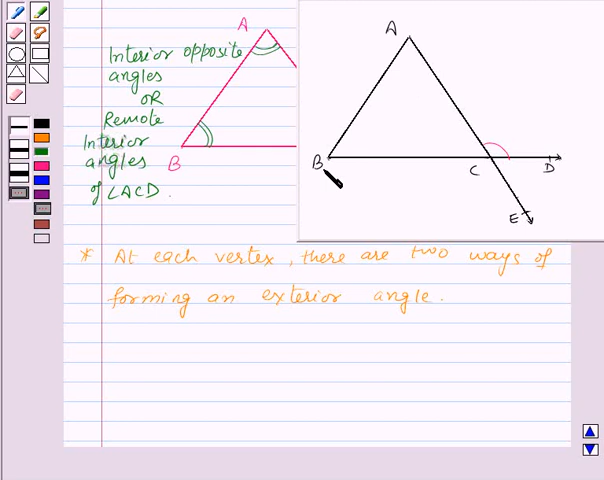 A
Interior opposite
angles
OR
Remote
Interior
angles
of ∠ACD.
B
A
B
C
D
E
* At each vertex, there are two ways of
forming an exterior angle.